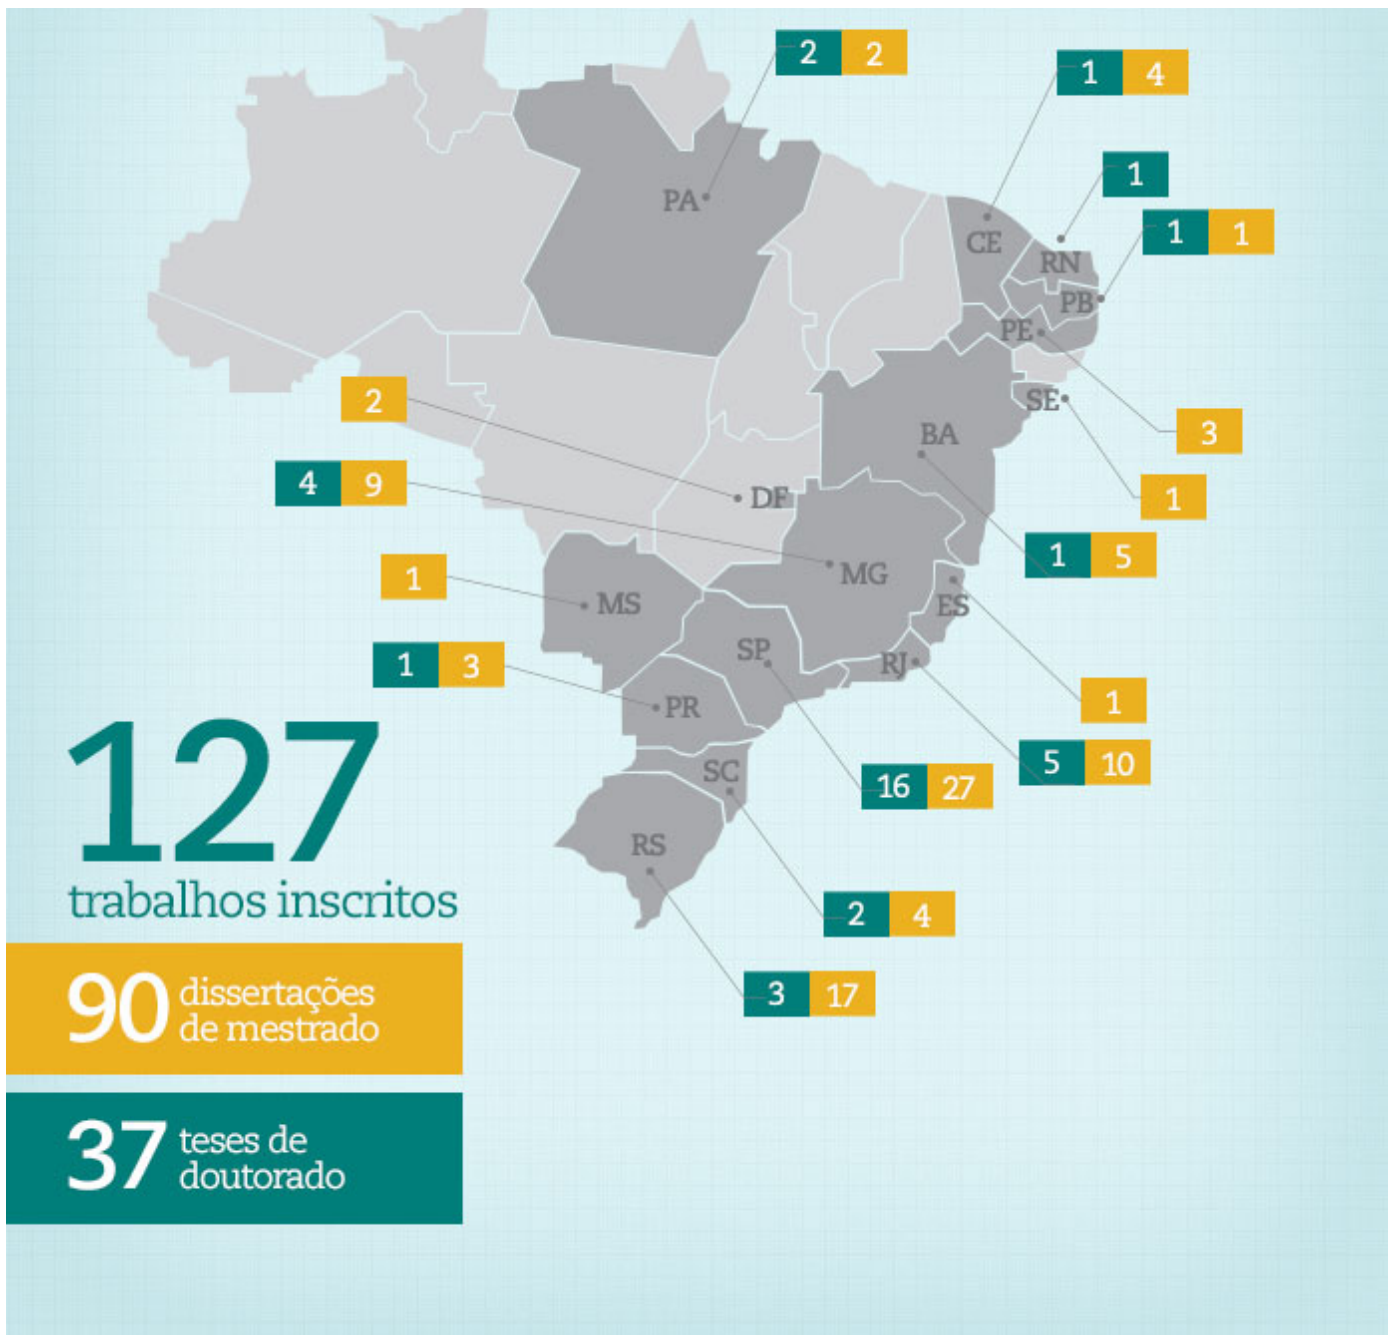 2 2
1 4
PA
1
CE
1 1
RN
PB
PE
2
SE
3
BA
4 9
DF
1
1 5
1
MG
MS
ES
1 3
SP
RJ
1
PR
127
5 10
SC
16 27
RS
trabalhos inscritos
2 4
90 dissertações
de mestrado
3 17
37 teses de
doutorado